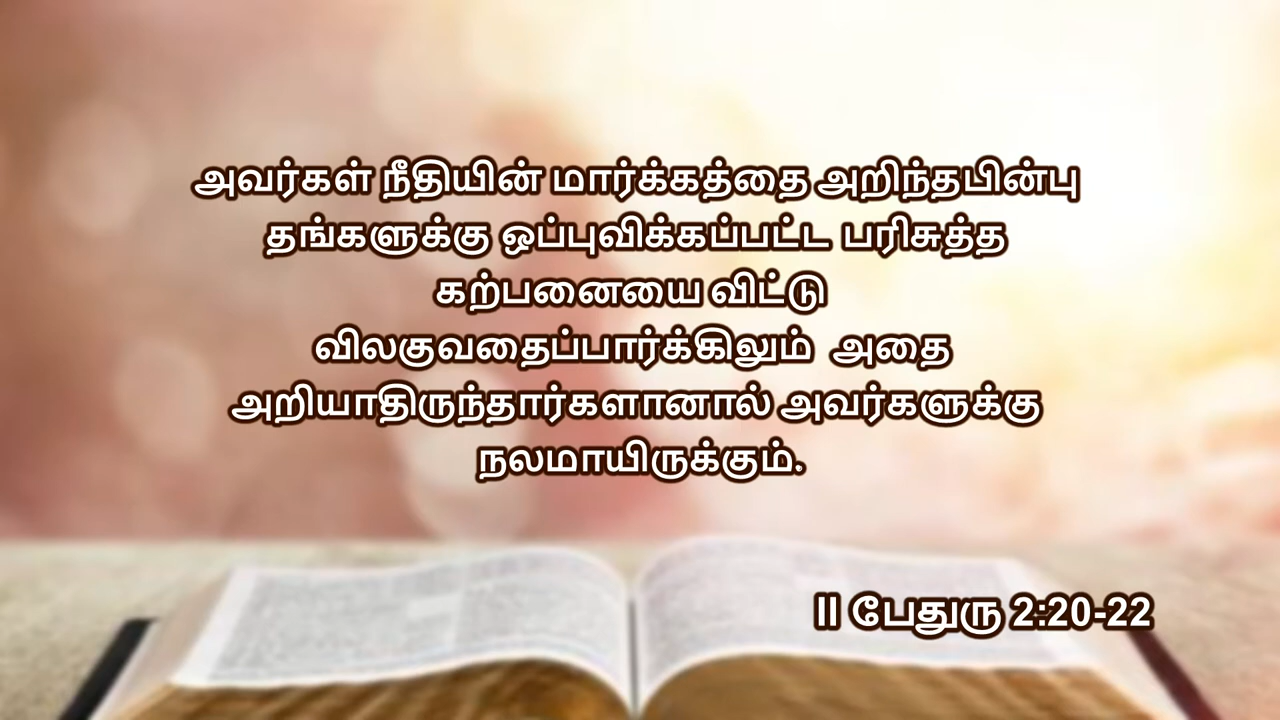 அவர்கள் நீதியின் மார்க்கத்தை அறிந்தபின்பு
தங்களுக்கு ஒப்புவிக்கப்பட்ட பரிசுத்த
கற்பனையை விட்டு
விலகுவதைப்பார்க்கிலும் அதை
அறியாதிருந்தார்களானால் அவர்களுக்கு
நலமாயிருக்கும்.
II பேதுரு 2:20-22